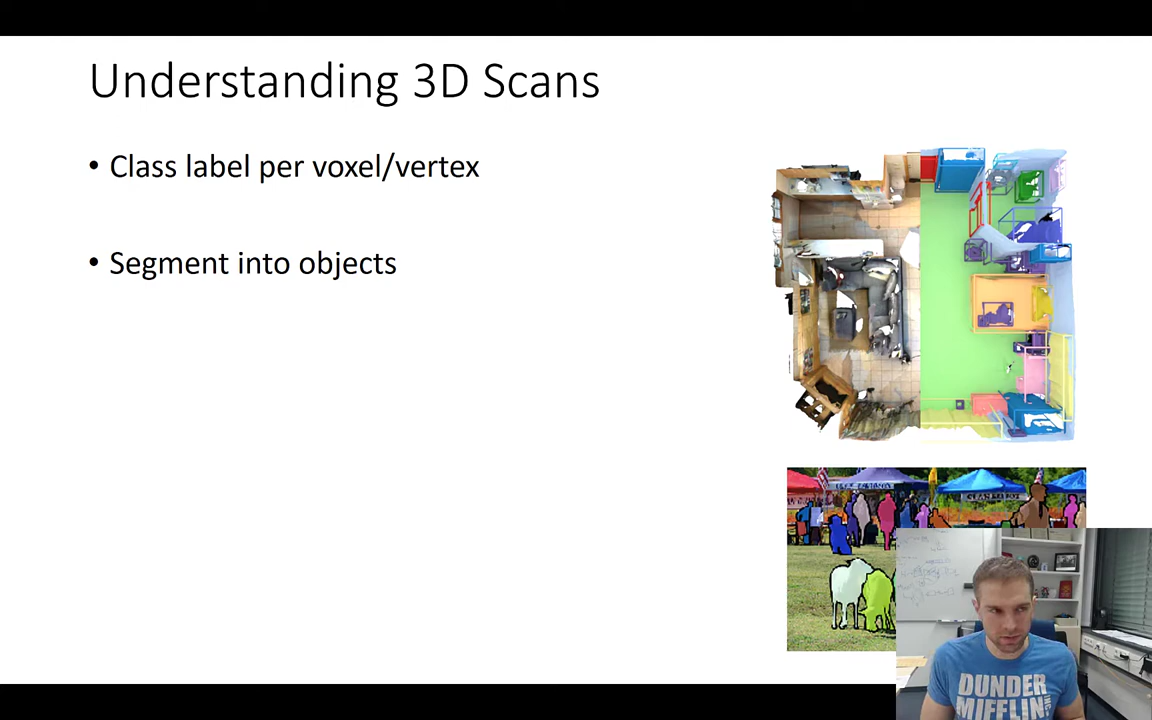 Understanding 3D Scans
• Class label per voxel/vertex
• Segment into objects
DUNDER
MIFFLIN